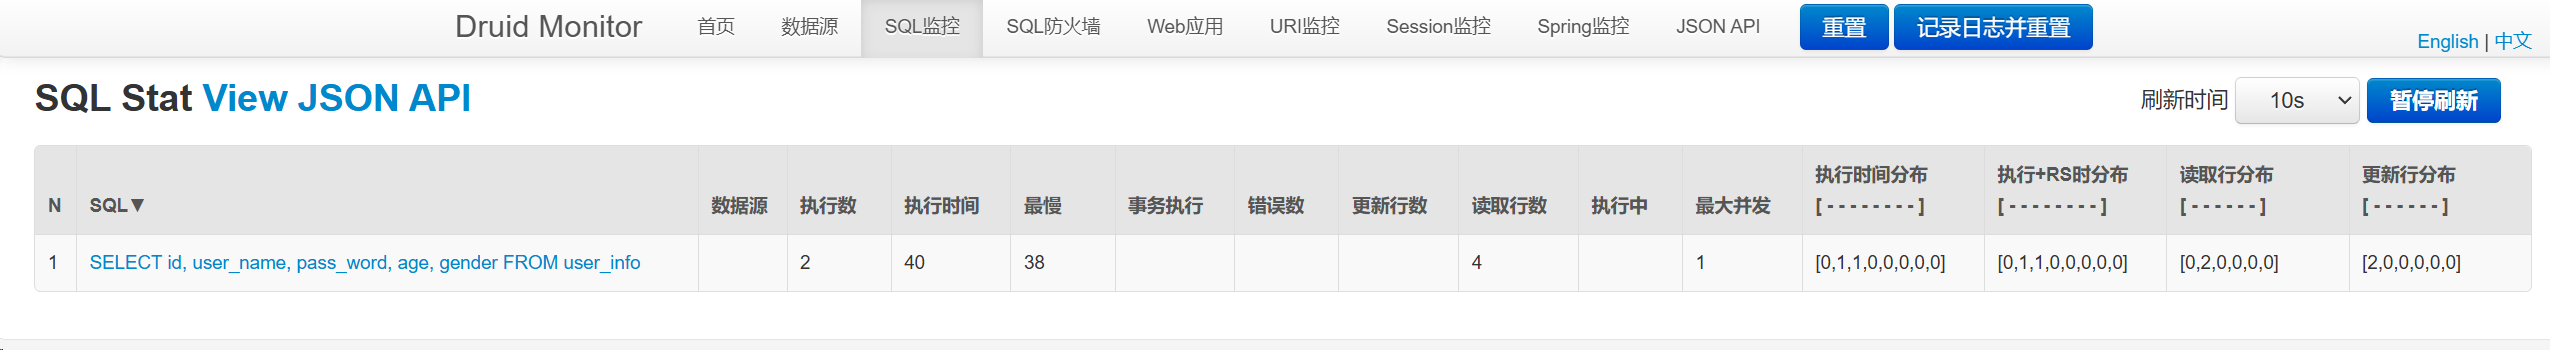 Druid Monitor 首页 数据源 SQL监控 SQL防火墙 Web应用 URI监控 Session监控 Spring监控 JSON API 重置 记录日志并重置
English | 中文
SQL Stat View JSON API 刷新时间 10s 暂停刷新
N SQL▼ 数据源 执行数 执行时间 最慢 事务执行 错误数 更新行数 读取行数 执行中 最大并发 执行时间分布 [ - - - - - - - - ] 执行+RS时分布 [ - - - - - - - - ] 读取行分布 [ - - - - - - ] 更新行分布 [ - - - - - - ]
1 SELECT id, user_name, pass_word, age, gender FROM user_info 2 40 38 4 1 [0,1,1,0,0,0,0,0] [0,1,1,0,0,0,0,0] [0,2,0,0,0,0] [2,0,0,0,0,0]